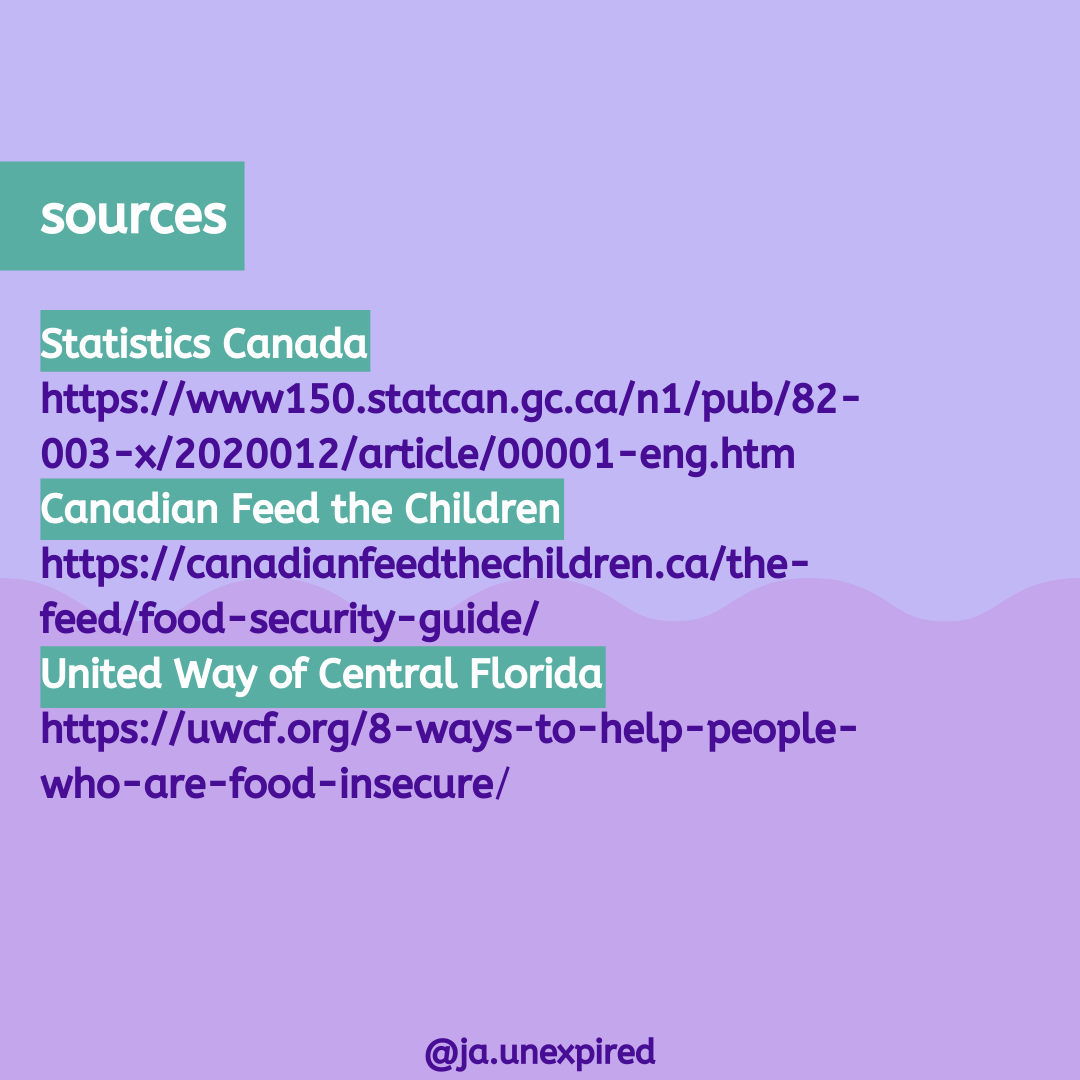 sources
Statistics Canada
https://www150.statcan.gc.ca/n1/pub/82-
003-x/2020012/article/00001-eng.htm
Canadian Feed the Children
https://canadianfeedthechildren.ca/the-
feed/food-security-guide/
United Way of Central Florida
https://uwcf.org/8-ways-to-help-people-
who-are-food-insecure/
@ja.unexpired